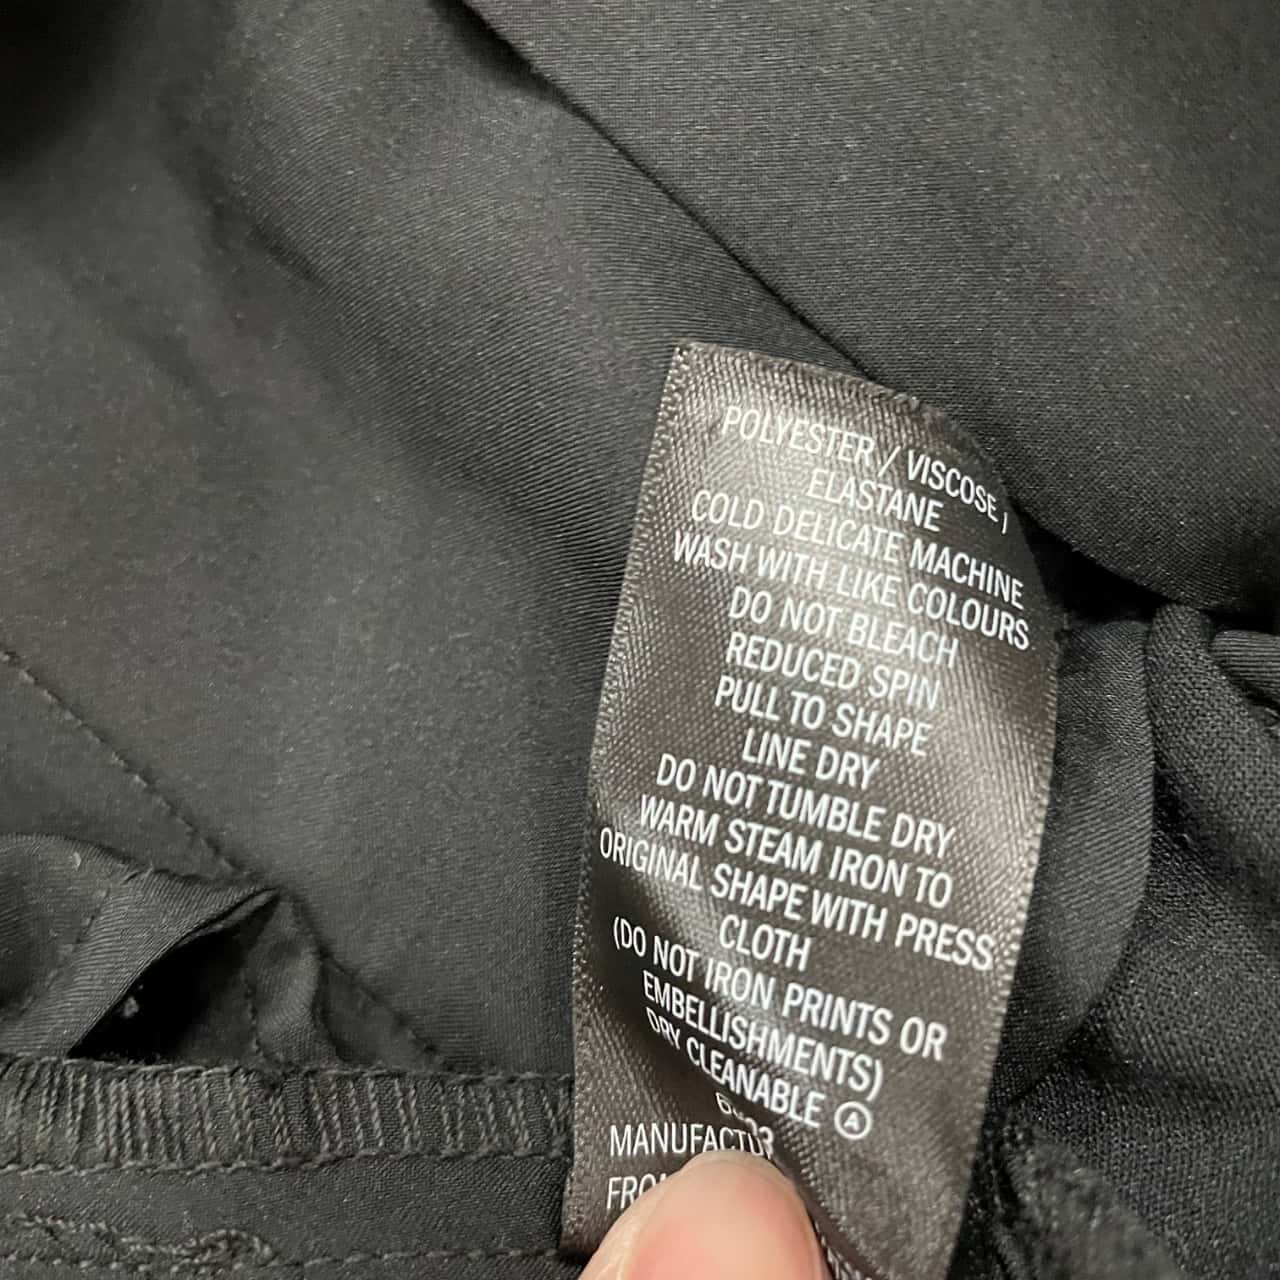 POLYESTER / VISCOSE /
ELASTANE
COLD DELICATE MACHINE
WASH WITH LIKE COLOURS
DO NOT BLEACH
REDUCED SPIN
PULL TO SHAPE
LINE DRY
DO NOT TUMBLE DRY
WARM STEAM IRON TO
ORIGINAL SHAPE WITH PRESS
CLOTH
(DO NOT IRON PRINTS OR
EMBELLISHMENTS)
DRY CLEANABLE Ⓐ